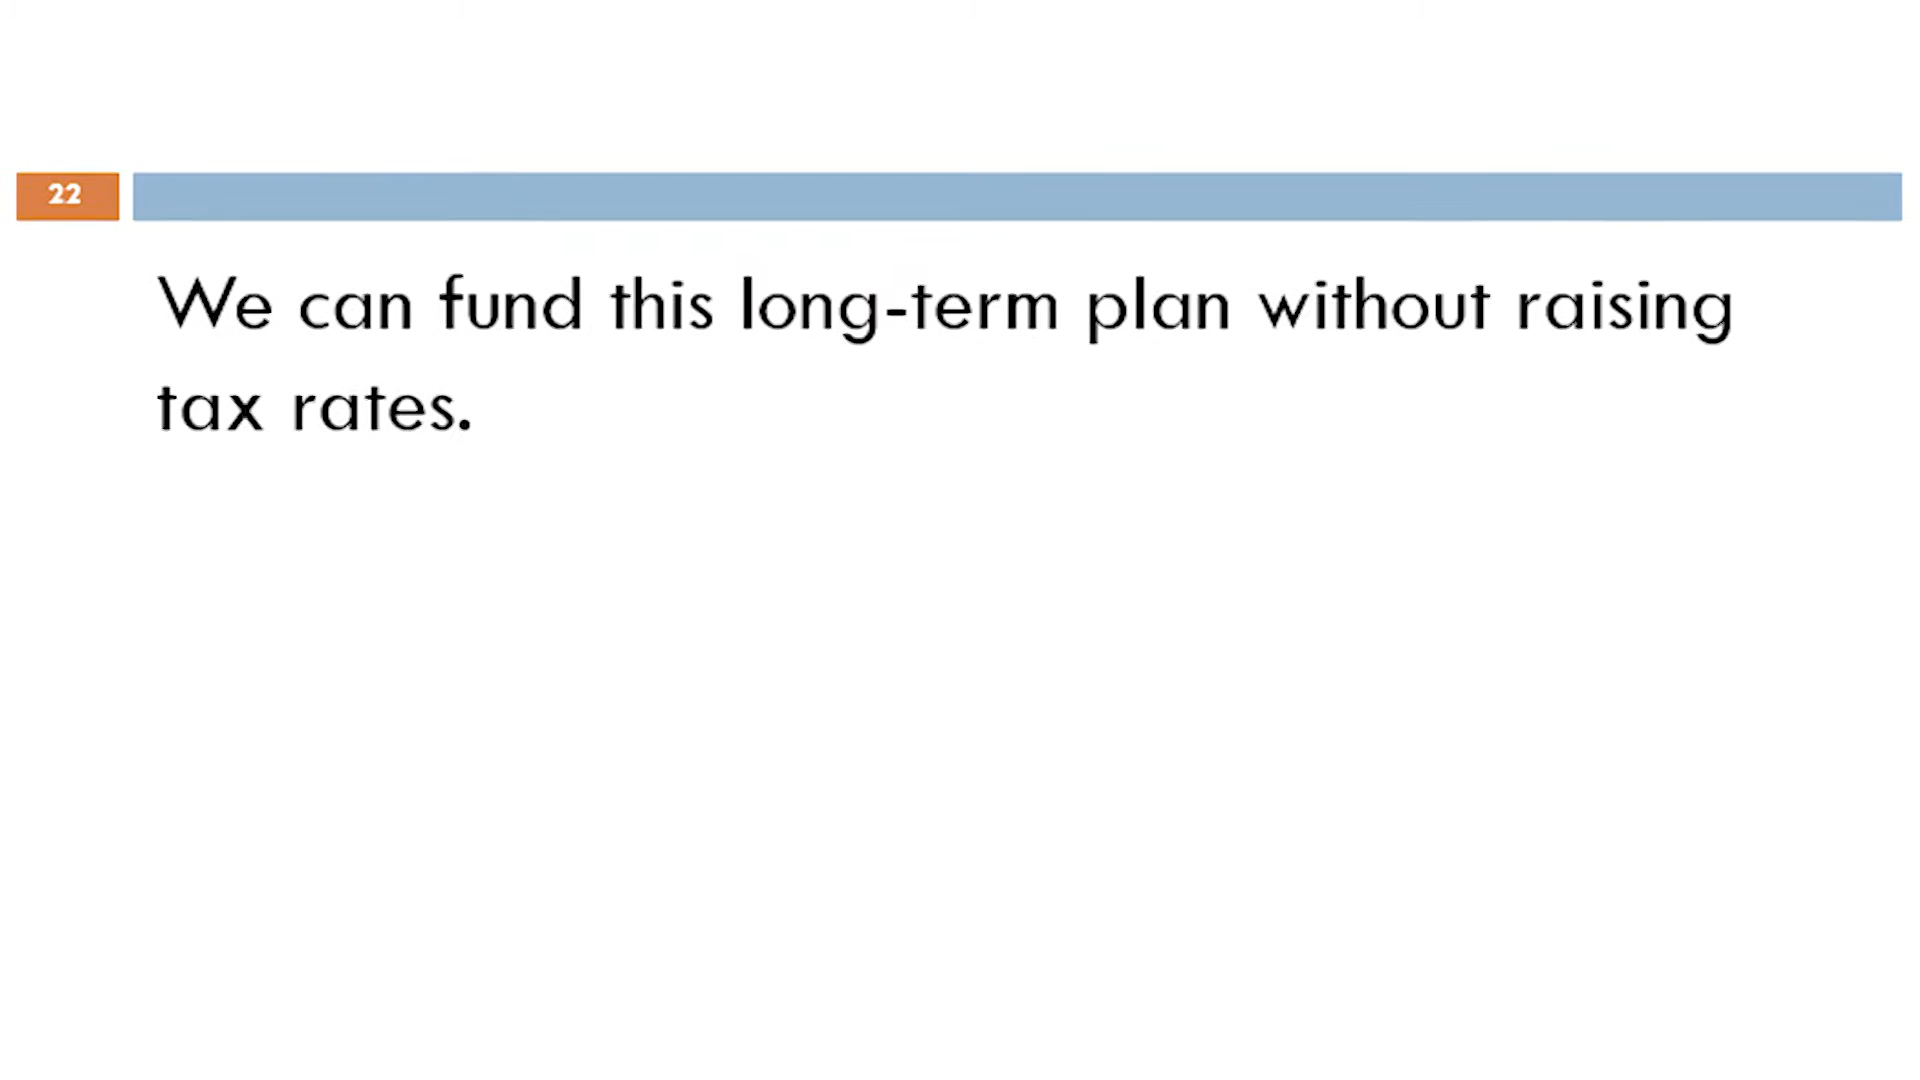 22
We can fund this long-term plan without raising
tax rates.